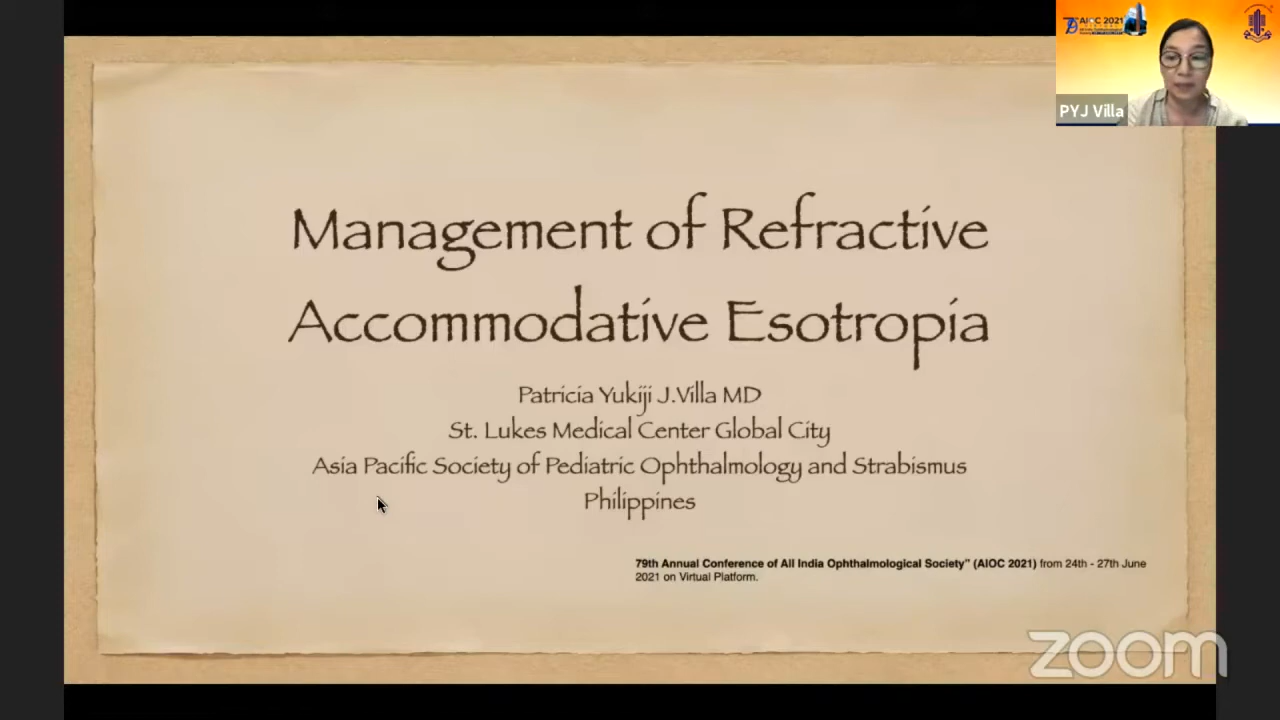 Management of Refractive
Accommodative Esotropia
Patricia Yukiji J.Villa MD
St. Lukes Medical Center Global City
Asia Pacific Society of Pediatric Ophthalmology and Strabismus
Philippines
79th Annual Conference of All India Ophthalmological Society" (AIOC 2021) from 24th - 27th June
2021 on Virtual Platform.
AIOC 2021
PYJ Villa
zoom